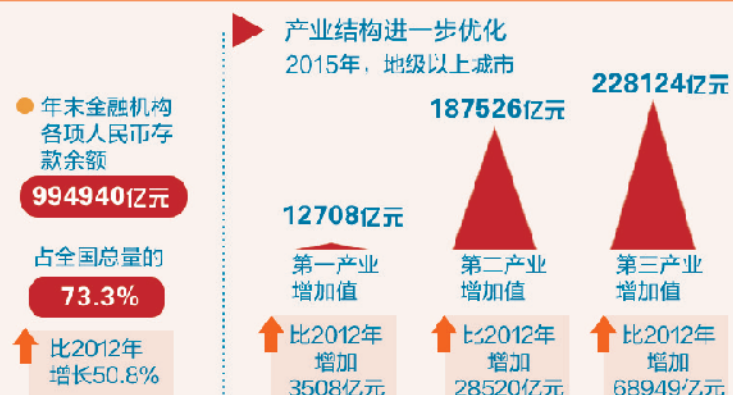 年末金融机构
各项人民币存
款余额
994940亿元
占全国总量的
73.3%
比2012年
增长50.8%
产业结构进一步优化
2015年，地级以上城市
12708亿元
第一产业
增加值
比2012年
增加
3508亿元
187526亿元
第二产业
增加值
比2012年
增加
28520亿元
228124亿元
第三产业
增加值
比2012年
增加
68949亿元